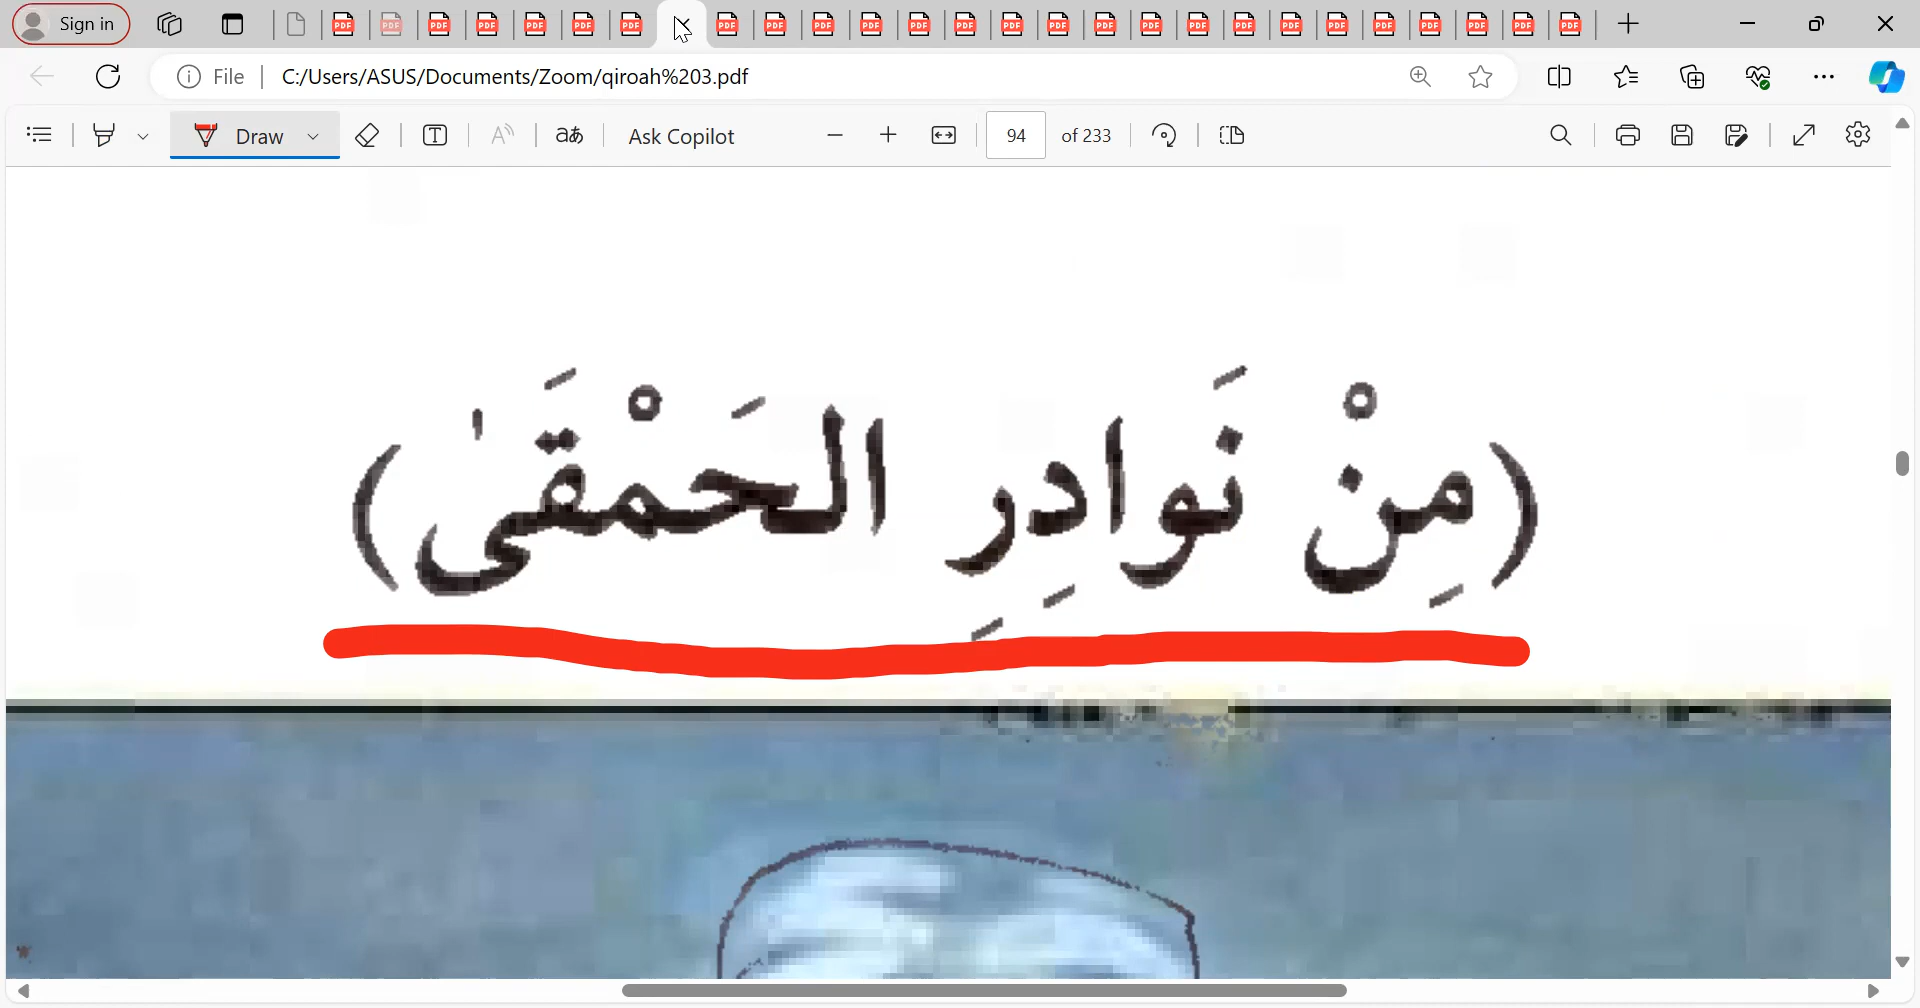 Sign in
File
C:/Users/ASUS/Documents/Zoom/qiroah%203.pdf
Draw
Ask Copilot
94
of 233
(مِنْ نَوادِرِ الحَمْقَىٰ)